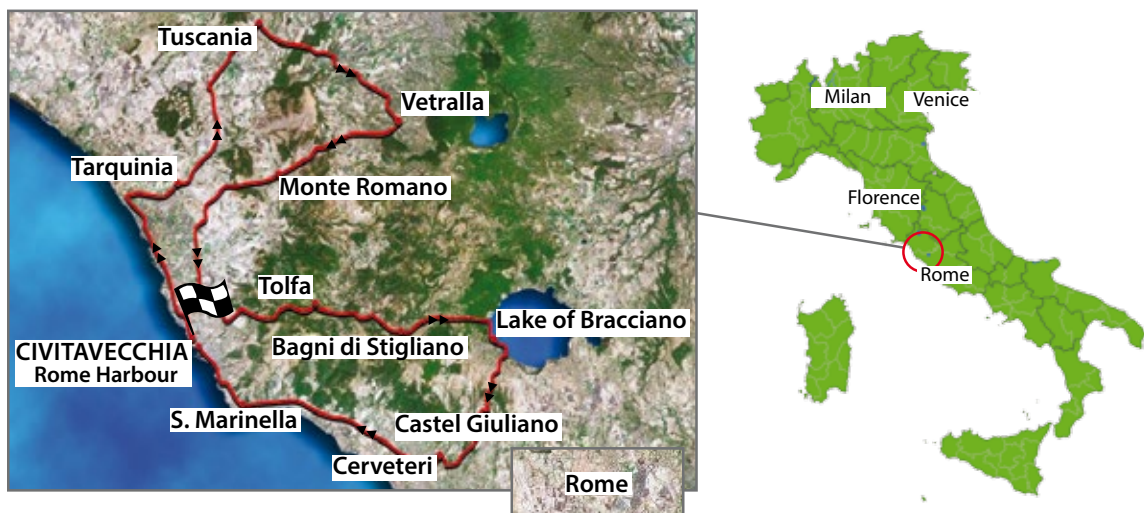 Tuscania
Vetralla
Tarquinia
Monte Romano
Tolfa
Lake of Bracciano
Bagni di Stigliano
CIVITAVECCHIA
Rome Harbour
S. Marinella
Castel Giuliano
Cerveteri
Rome
Milan
Venice
Florence
Rome